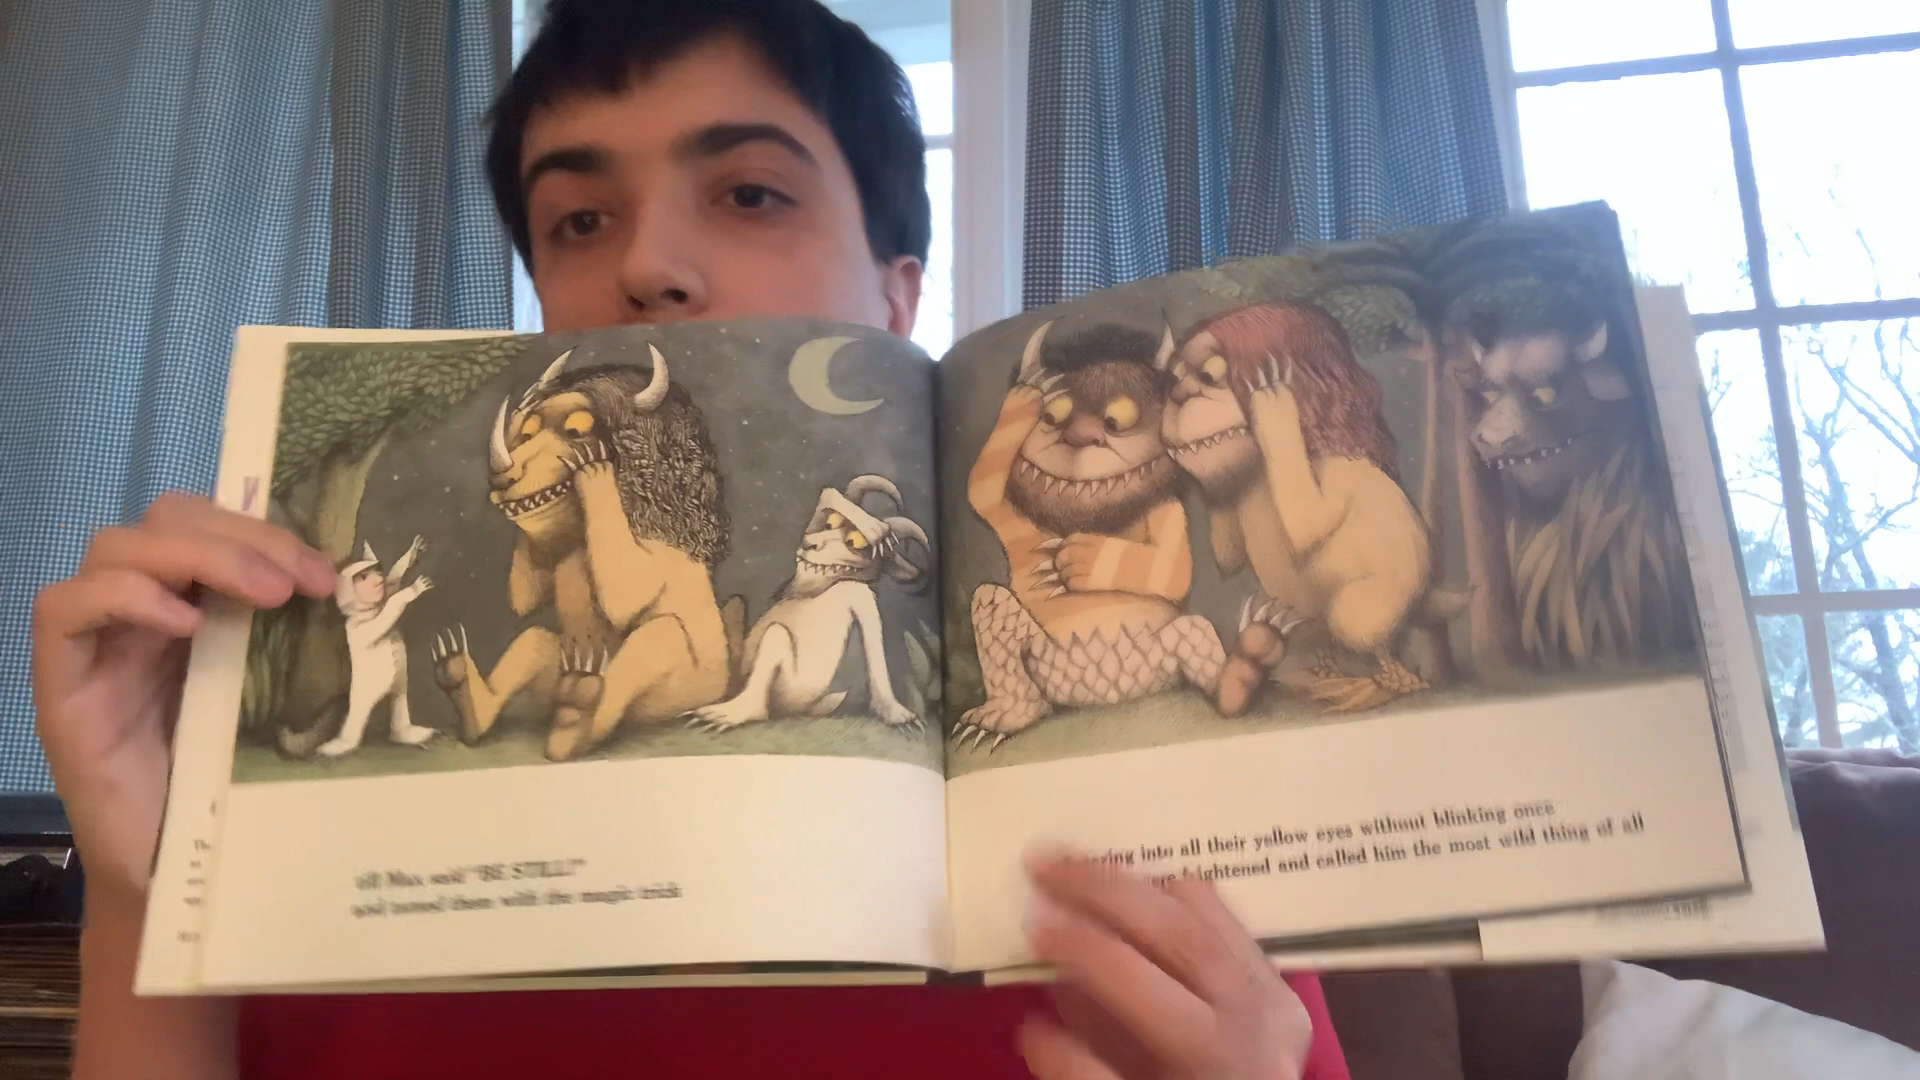 till Max said "BE STILL!"
and tamed them with the magic trick
staring into all their yellow eyes without blinking once
were frightened and called him the most wild thing of all